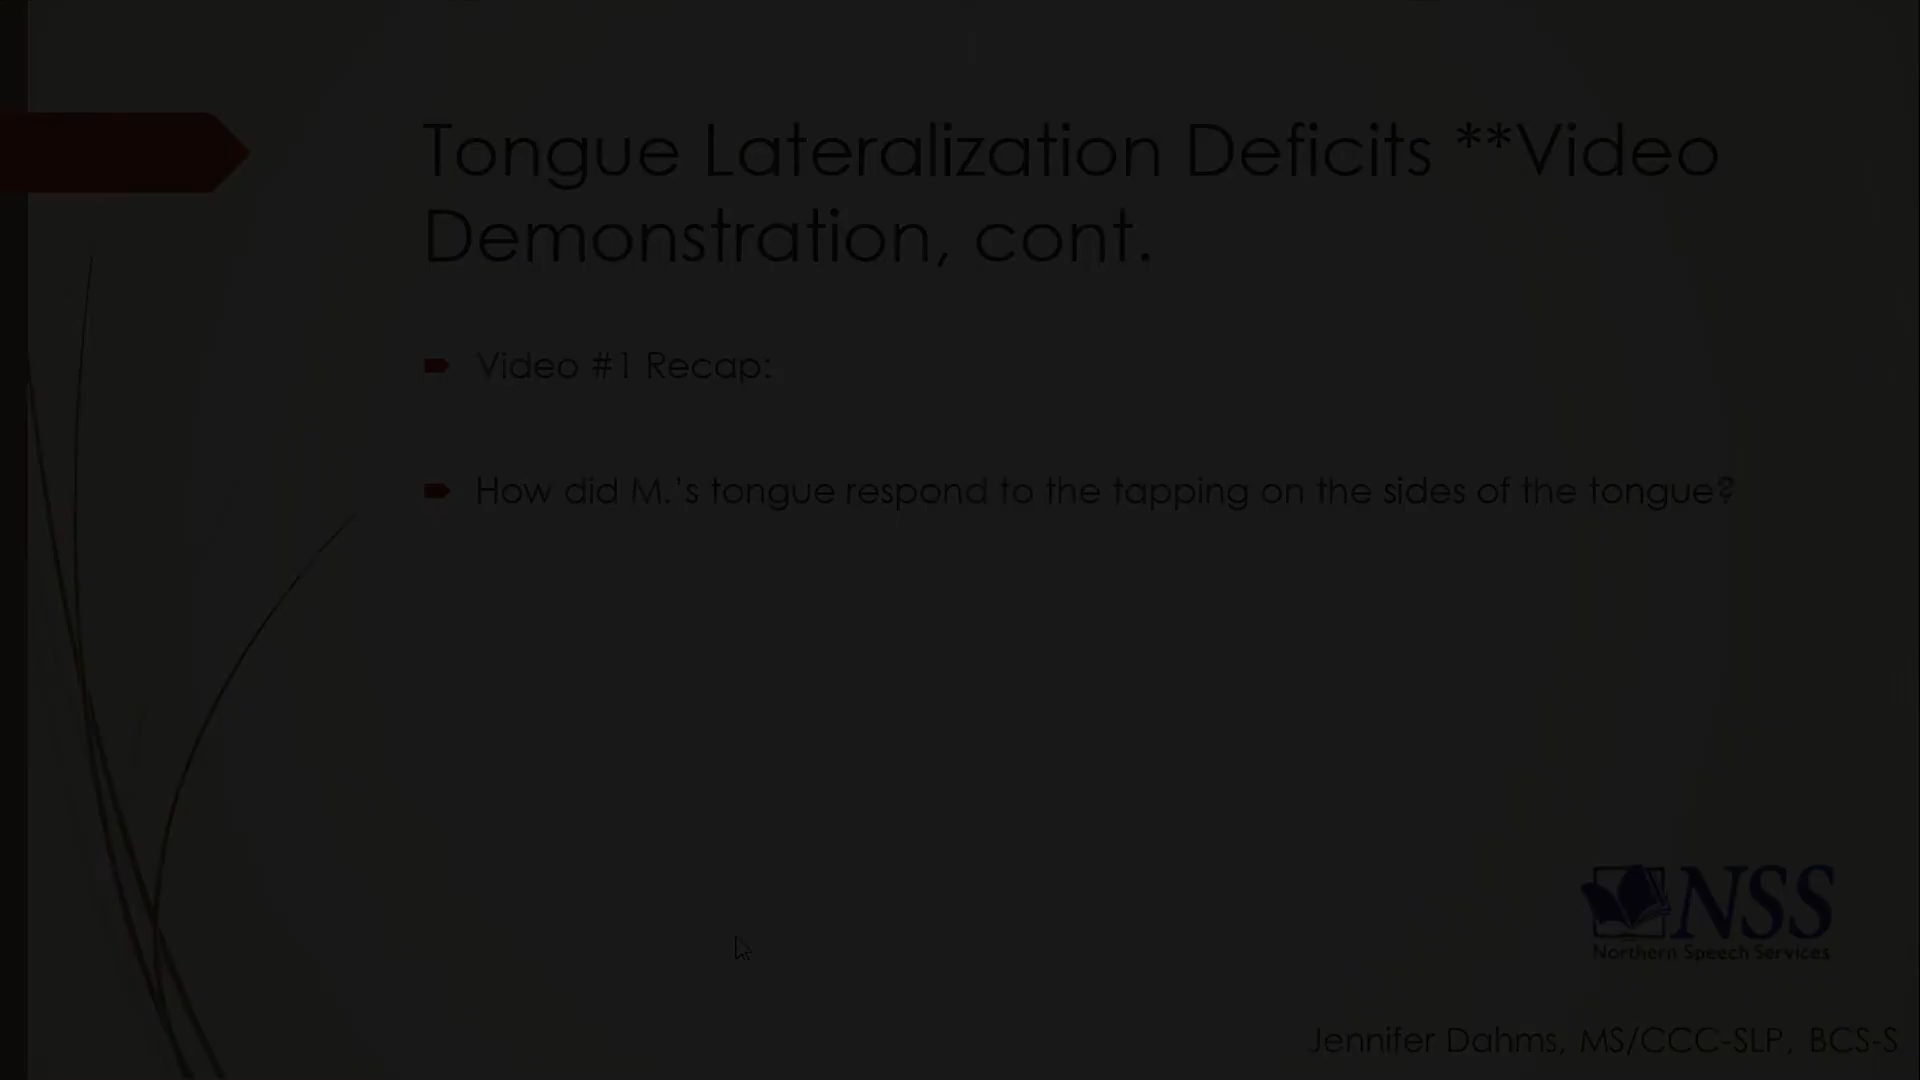 Tongue Lateralization Deficits **Video
Demonstration, cont.
Video #1 Recap:
How did M.'s tongue respond to the tapping on the sides of the tongue?
NSS
Northern Speech Services
Jennifer Dahms, MS/CCC-SLP, BCS-S